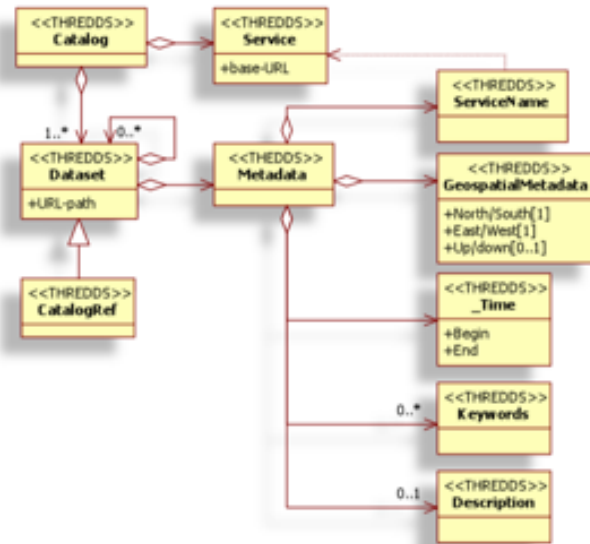 <<THREDDS>>
Catalog
<<THREDDS>>
Service
+base-URL
<<THREDDS>>
ServiceName
1..*
0..*
<<THREDDS>>
Dataset
+URL-path
<<THEDDS>>
Metadata
<<THREDDS>>
GeospatialMetadata
+North/South[1]
+East/West[1]
+Up/down[0..1]
<<THREDDS>>
CatalogRef
<<THREDDS>>
_Time
+Begin
+End
0..*
<<THREDDS>>
Keywords
0..1
<<THREDDS>>
Description